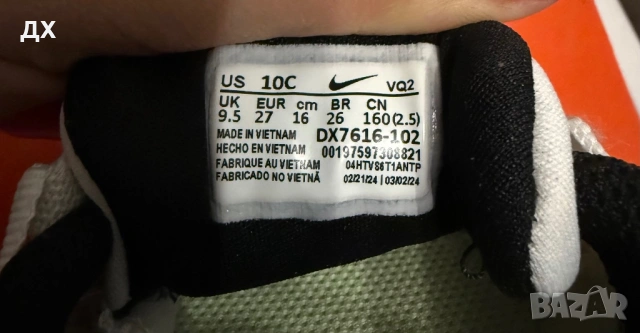 ДХ
US 10C VQ2
UK EUR cm BR CN
9.5 27 16 26 160(2.5)
MADE IN VIETNAM DX7616-102
HECHO EN VIETNAM 00197597308821
FABRIQUE AU VIETNAM 04HTVS6T1ANTP
FABRICADO NO VIETNÃ 02/21/24 | 03/02/24
BAZAR